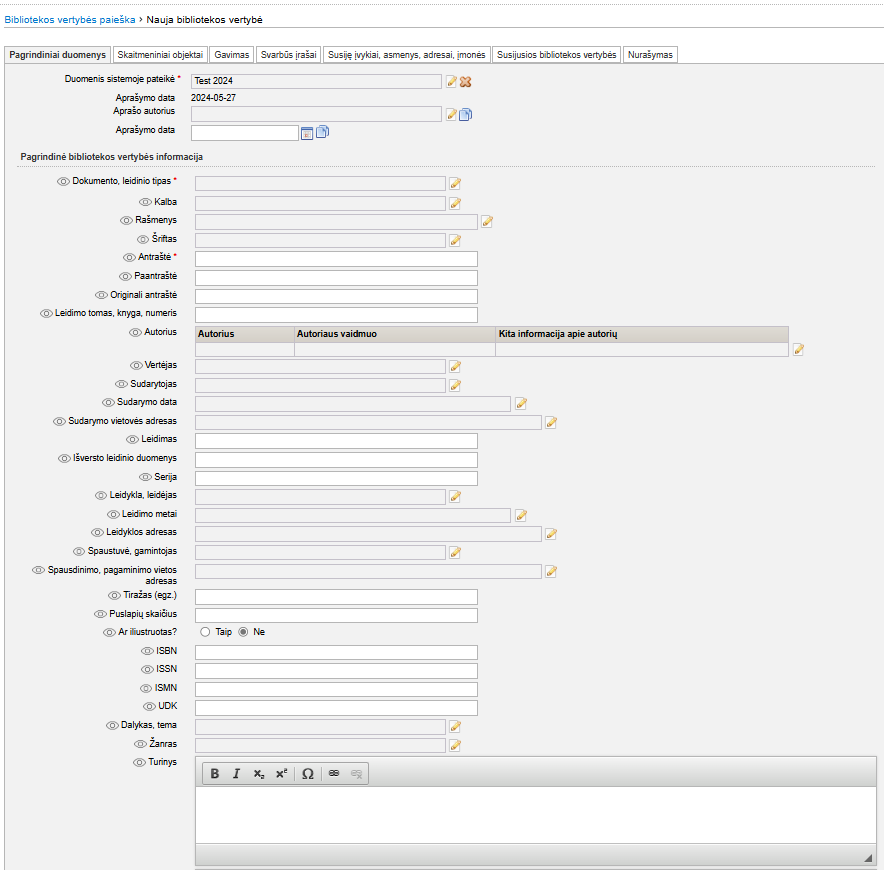 Bibliotekos vertybės paieška › Nauja bibliotekos vertybė
Pagrindiniai duomenys Skaitmeniniai objektai Gavimas Svarbūs įrašai Susiję įvykiai, asmenys, adresai, įmonės Susijusios bibliotekos vertybės Nurašymas
Duomenis sistemoje pateikė * Test 2024
Aprašymo data 2024-05-27
Aprašo autorius
Aprašymo data
Pagrindinė bibliotekos vertybės informacija
Dokumento, leidinio tipas *
Kalba
Rašmenys
Šriftas
Antraštė *
Paantraštė
Originali antraštė
Leidimo tomas, knyga, numeris
Autorius Autorius Autoriaus vaidmuo Kita informacija apie autorių
Vertėjas
Sudarytojas
Sudarymo data
Sudarymo vietovės adresas
Leidimas
Išversto leidinio duomenys
Serija
Leidykla, leidėjas
Leidimo metai
Leidyklos adresas
Spaustuvė, gamintojas
Spausdinimo, pagaminimo vietos
adresas
Tiražas (egz.)
Puslapių skaičius
Ar iliustruotas? Taip Ne
ISBN
ISSN
ISMN
UDK
Dalykas, tema
Žanras
Turinys
B I x₂ x² Ω